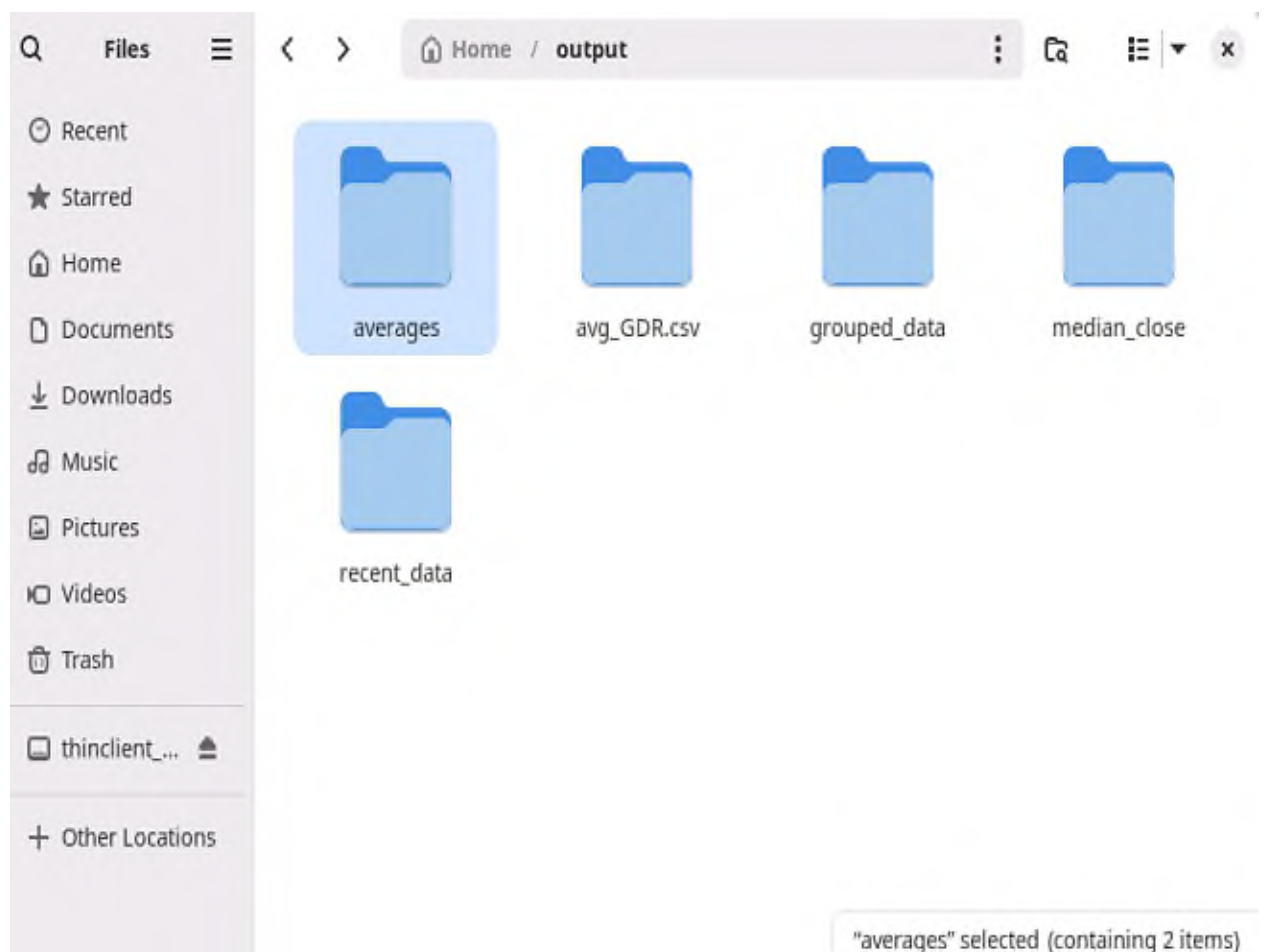 Files
Home / output
Recent
Starred
Home
Documents
Downloads
Music
Pictures
Videos
Trash
thinclient_...
Other Locations
averages
avg_GDR.csv
grouped_data
median_close
recent_data
"averages" selected (containing 2 items)